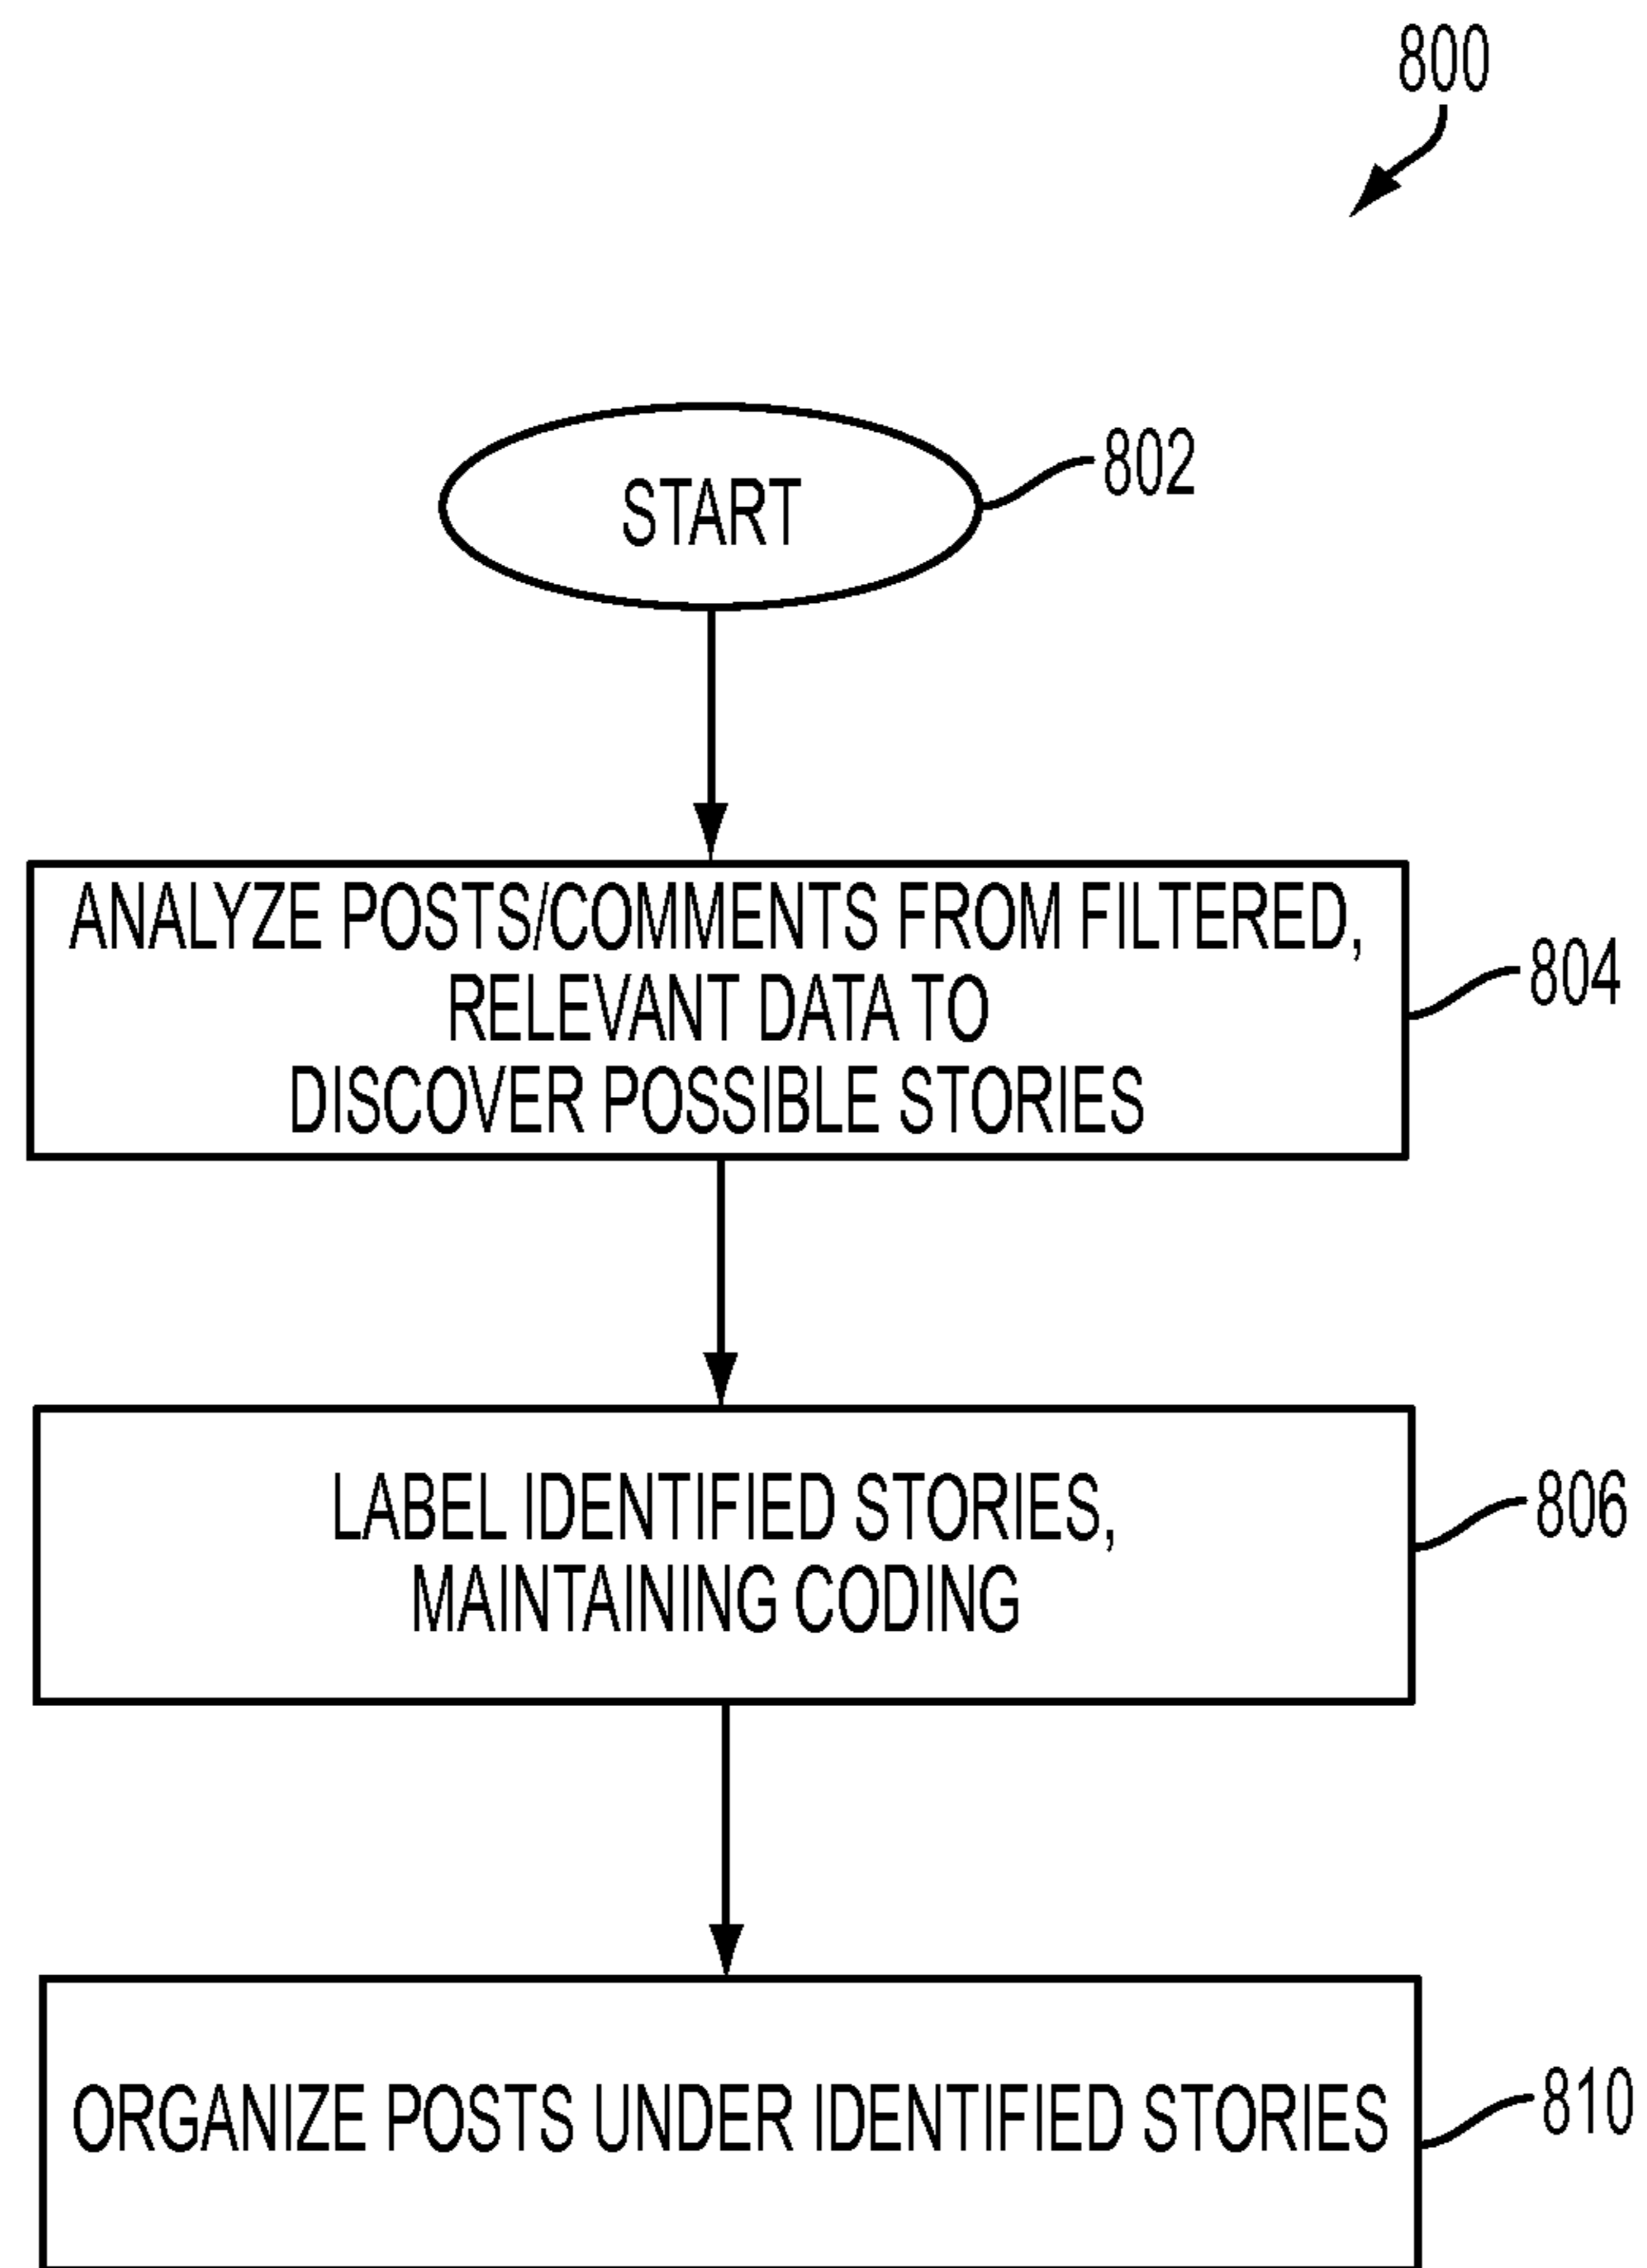 800
START
802
ANALYZE POSTS/COMMENTS FROM FILTERED,
RELEVANT DATA TO
DISCOVER POSSIBLE STORIES
804
LABEL IDENTIFIED STORIES,
MAINTAINING CODING
806
ORGANIZE POSTS UNDER IDENTIFIED STORIES
810